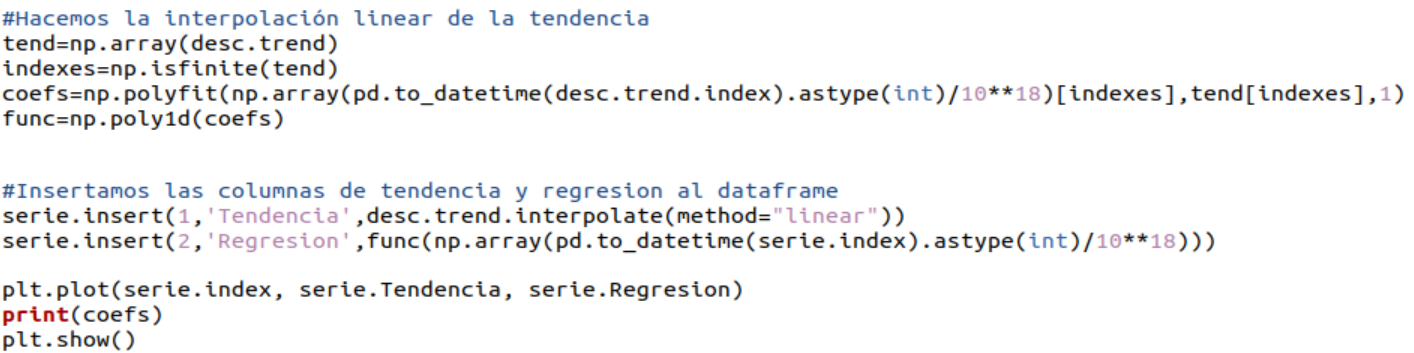 #Hacemos la interpolación linear de la tendencia
tend=np.array(desc.trend)
indexes=np.isfinite(tend)
coefs=np.polyfit(np.array(pd.to_datetime(desc.trend.index).astype(int)/10**18)[indexes],tend[indexes],1)
func=np.poly1d(coefs)
#Insertamos las columnas de tendencia y regresion al dataframe
serie.insert(1,'Tendencia',desc.trend.interpolate(method="linear"))
serie.insert(2,'Regresion',func(np.array(pd.to_datetime(serie.index).astype(int)/10**18)))
plt.plot(serie.index, serie.Tendencia, serie.Regresion)
print(coefs)
plt.show()